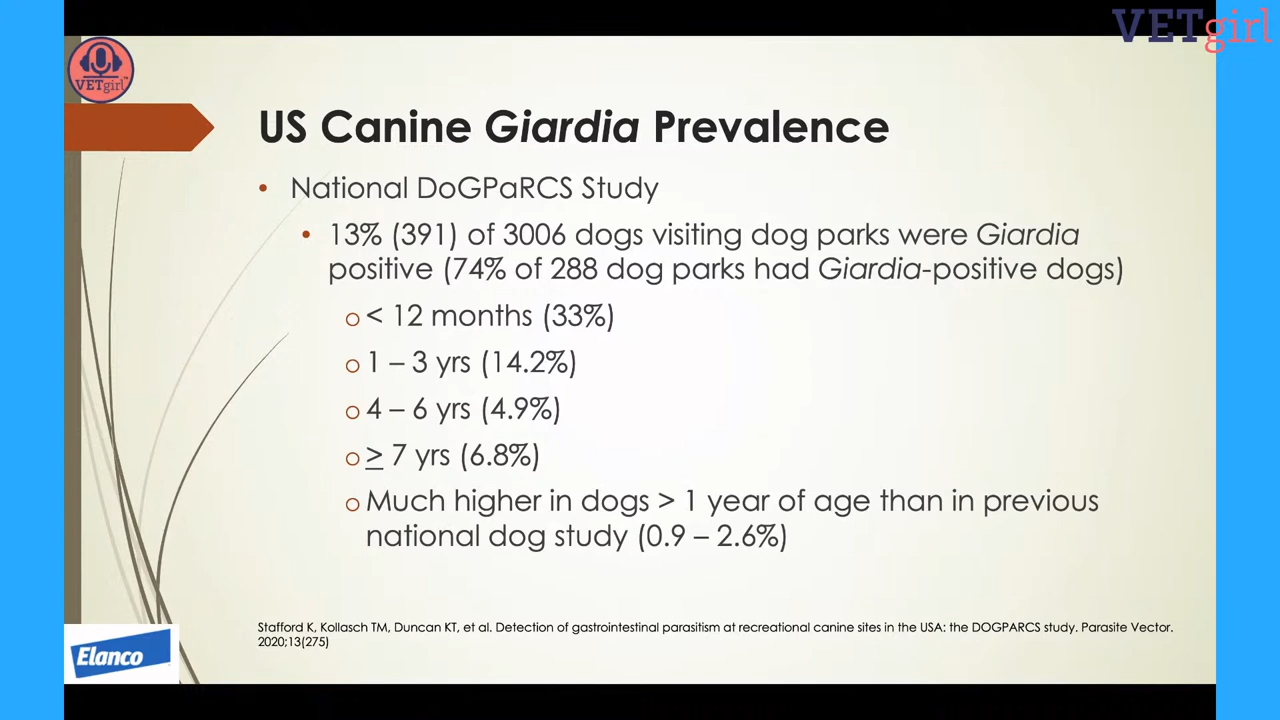 VETgirl
VETgirl
US Canine Giardia Prevalence
• National DoGPaRCS Study
• 13% (391) of 3006 dogs visiting dog parks were Giardia
positive (74% of 288 dog parks had Giardia-positive dogs)
o < 12 months (33%)
o 1 – 3 yrs (14.2%)
o 4 – 6 yrs (4.9%)
o ≥ 7 yrs (6.8%)
o Much higher in dogs > 1 year of age than in previous
national dog study (0.9 – 2.6%)
Stafford K, Kollasch TM, Duncan KT, et al. Detection of gastrointestinal parasitism at recreational canine sites in the USA: the DOGPARCS study. Parasite Vector.
2020;13(275)
Elanco